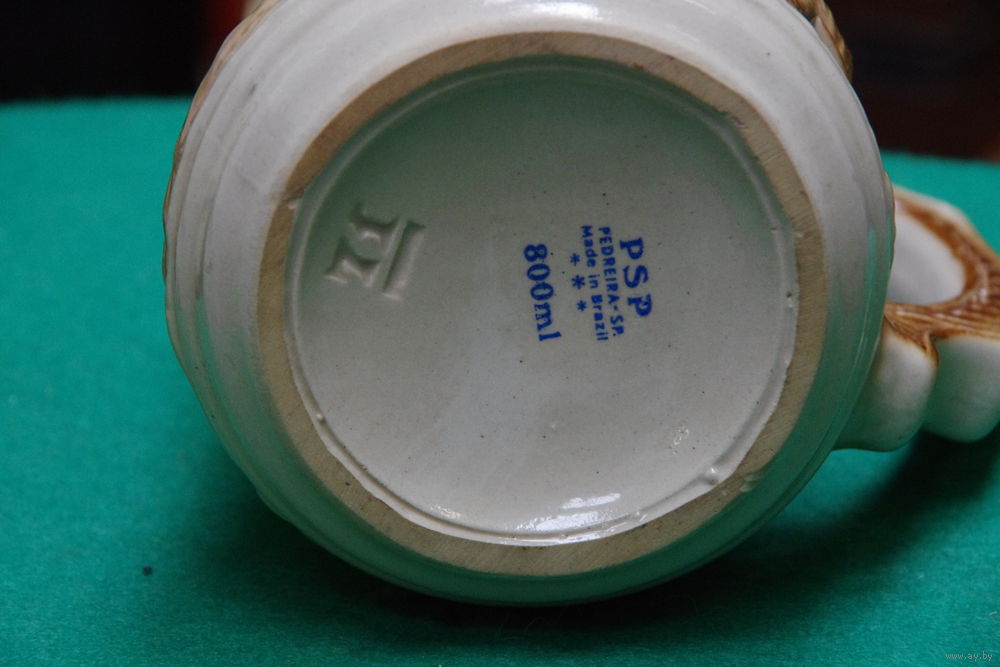 PSP
PEDREIRA-SP.
Made in Brazil
* * *
800ml
www.ay.by